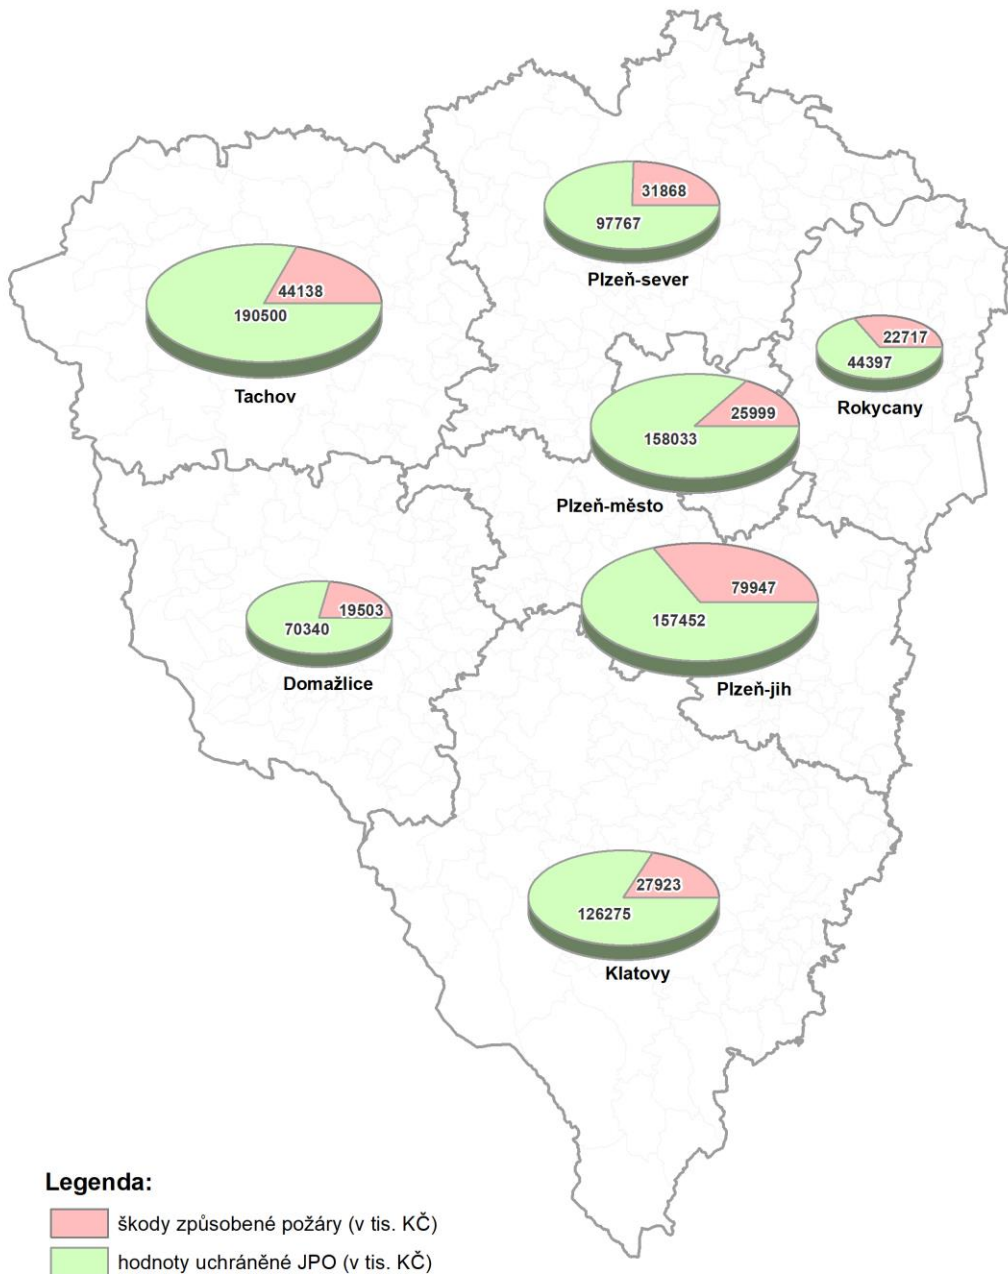 31868
97767
Plzeň-sever
44138
190500
Tachov
22717
44397
Rokycany
25999
158033
Plzeň-město
79947
157452
Plzeň-jih
19503
70340
Domažlice
27923
126275
Klatovy
Legenda:
škody způsobené požáry (v tis. KČ)
hodnoty uchráněné JPO (v tis. KČ)